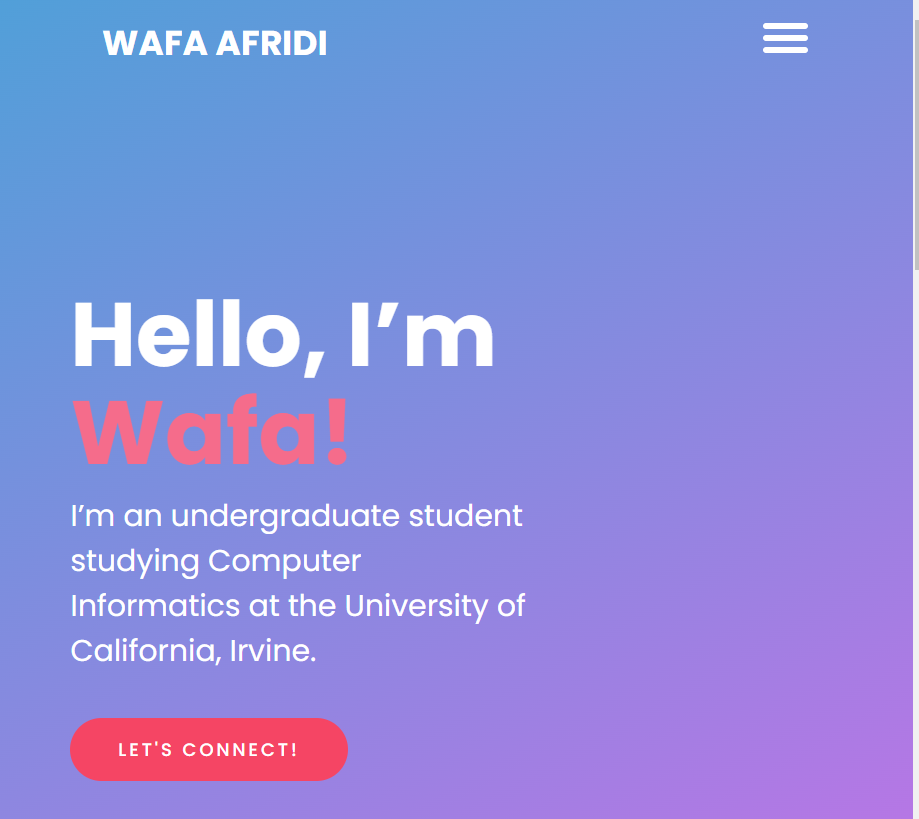 WAFA AFRIDI
Hello, I’m
Wafa!
I’m an undergraduate student
studying Computer
Informatics at the University of
California, Irvine.
LET'S CONNECT!